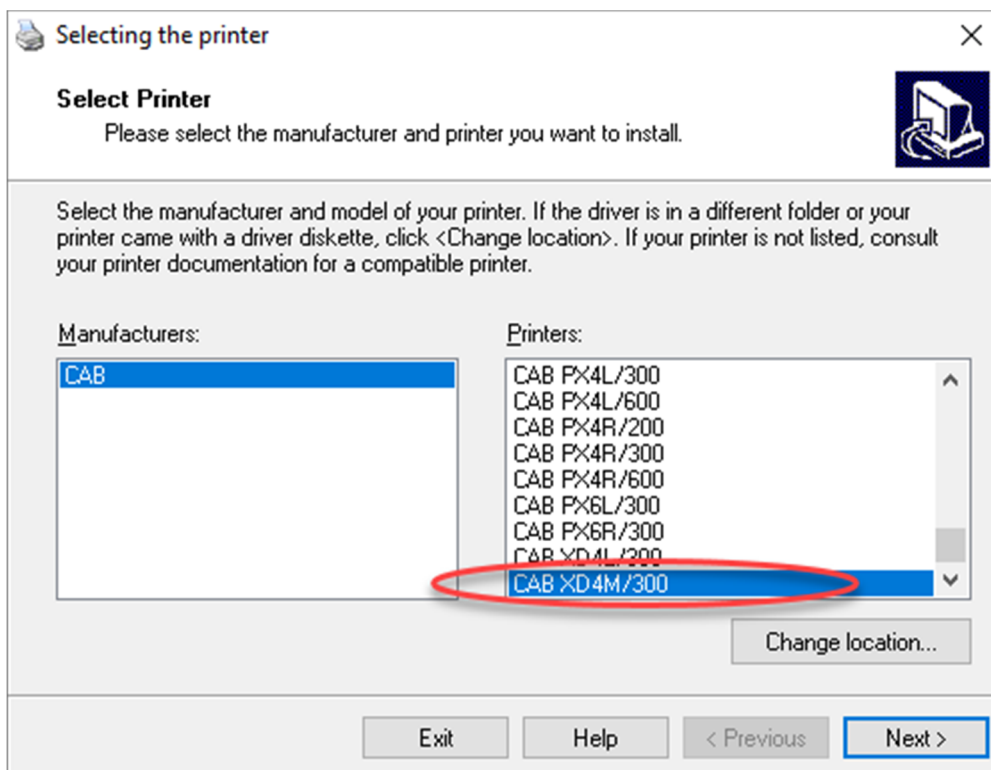 Selecting the printer
Select Printer
Please select the manufacturer and printer you want to install.
Select the manufacturer and model of your printer. If the driver is in a different folder or your
printer came with a driver diskette, click <Change location>. If your printer is not listed, consult
your printer documentation for a compatible printer.
Manufacturers:
CAB
Printers:
CAB PX4L/300
CAB PX4L/600
CAB PX4R/200
CAB PX4R/300
CAB PX4R/600
CAB PX6L/300
CAB PX6R/300
CAB XD4L/300
CAB XD4M/300
Change location...
Exit
Help
< Previous
Next >